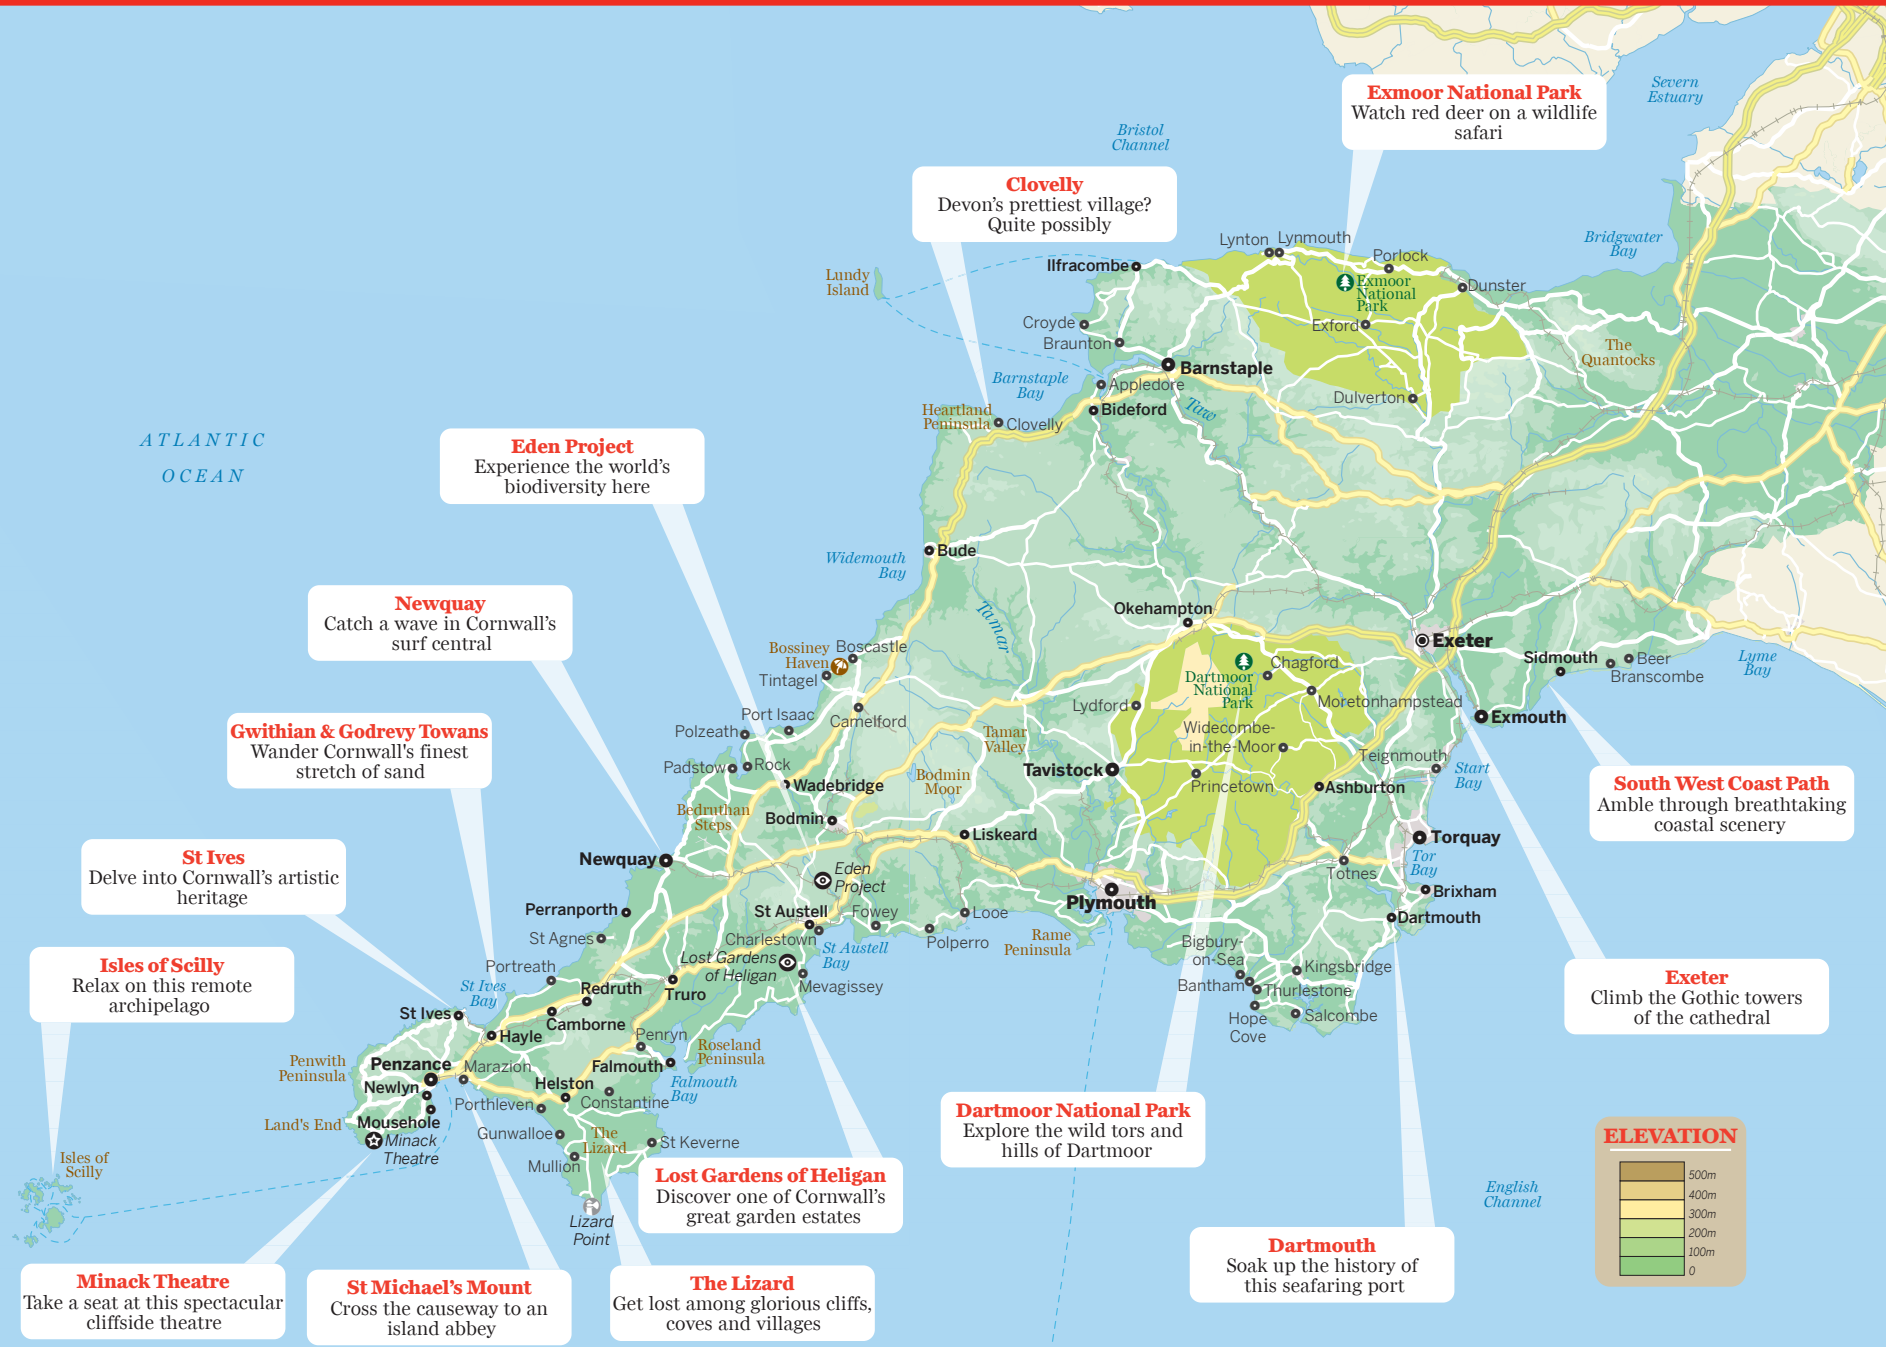 Exmoor National Park
Watch red deer on a wildlife
safari
Severn
Estuary
Bristol
Channel
Clovelly
Devon's prettiest village?
Quite possibly
Bridgwater
Bay
Lynton
Lynmouth
Porlock
Ilfracombe
Lundy
Island
Exmoor
National
Park
Dunster
Croyde
Exford
Braunton
The
Quantocks
Barnstaple
Barnstaple
Bay
Appledore
Dulverton
Heartland
Peninsula
Bideford
Taw
Clovelly
ATLANTIC
OCEAN
Eden Project
Experience the world's
biodiversity here
Bude
Widemouth
Bay
Tamar
Newquay
Catch a wave in Cornwall's
surf central
Okehampton
Exeter
Bossiney
Haven
Boscastle
Tintagel
Dartmoor
National
Park
Chagford
Sidmouth
Beer
Branscombe
Lyme
Bay
Lydford
Moretonhampstead
Exmouth
Port Isaac
Camelford
Polzeath
Gwithian & Godrevy Towans
Wander Cornwall's finest
stretch of sand
Tamar
Valley
Widecombe-
in-the-Moor
Teignmouth
Start
Bay
Padstow
Rock
Tavistock
Wadebridge
Bodmin
Moor
Princetown
Ashburton
South West Coast Path
Amble through breathtaking
coastal scenery
Bedruthan
Steps
Bodmin
Liskeard
Torquay
Newquay
Tor
Bay
St Ives
Delve into Cornwall's artistic
heritage
Eden
Project
Totnes
Brixham
Plymouth
Perranporth
St Austell
Fowey
Looe
Dartmouth
St Agnes
Charlestown
St Austell
Bay
Polperro
Rame
Peninsula
Bigbury-
on-Sea
Lost Gardens
of Heligan
Isles of Scilly
Relax on this remote
archipelago
Portreath
Kingsbridge
Exeter
Climb the Gothic towers
of the cathedral
St Ives
Bay
Redruth
Truro
Mevagissey
Bantham
Thurlestone
St Ives
Camborne
Hope
Cove
Salcombe
Hayle
Penryn
Roseland
Peninsula
Penwith
Peninsula
Penzance
Marazion
Falmouth
Newlyn
Helston
Falmouth
Bay
Porthleven
Constantine
Land's End
Mousehole
Dartmoor National Park
Explore the wild tors and
hills of Dartmoor
Minack
Theatre
Gunwalloe
The
Lizard
St Keverne
Mullion
ELEVATION
500m
400m
300m
200m
100m
0
Isles of
Scilly
Lost Gardens of Heligan
Discover one of Cornwall's
great garden estates
English
Channel
Lizard
Point
Dartmouth
Soak up the history of
this seafaring port
Minack Theatre
Take a seat at this spectacular
cliffside theatre
St Michael's Mount
Cross the causeway to an
island abbey
The Lizard
Get lost among glorious cliffs,
coves and villages